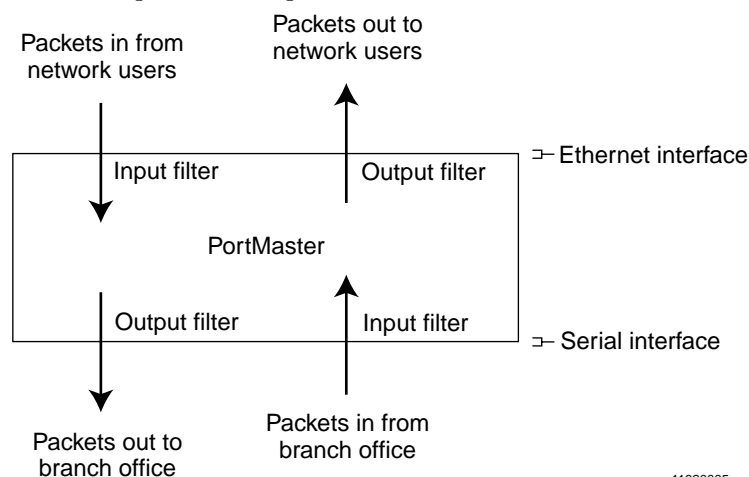 Packets in from
network users
Packets out to
network users
Input filter
Output filter
Ethernet interface
PortMaster
Output filter
Input filter
Serial interface
Packets out to
branch office
Packets in from
branch office